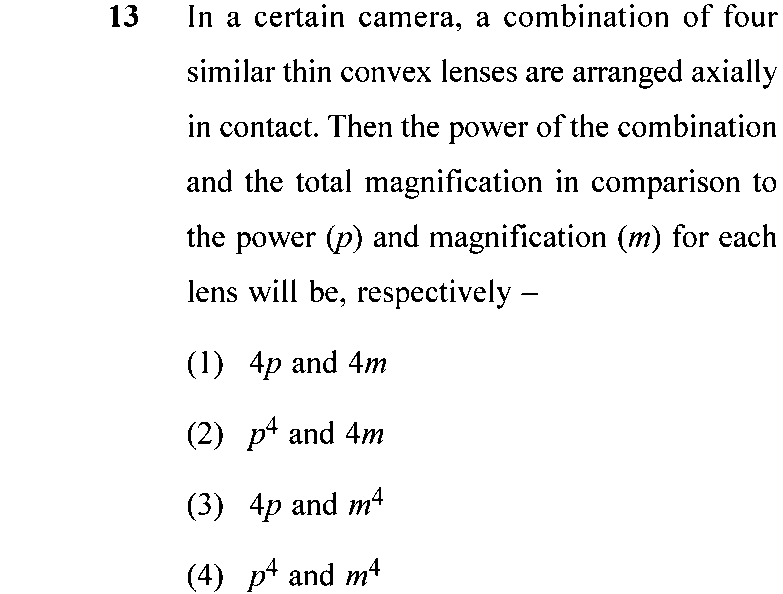 13 In a certain camera, a combination of four
similar thin convex lenses are arranged axially
in contact. Then the power of the combination
and the total magnification in comparison to
the power (p) and magnification (m) for each
lens will be, respectively –
(1) 4p and 4m
(2) p⁴ and 4m
(3) 4p and m⁴
(4) p⁴ and m⁴